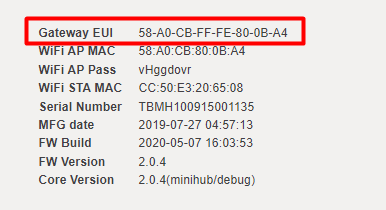 Gateway EUI 58-A0-CB-FF-FE-80-0B-A4
WiFi AP MAC 58:A0:CB:80:0B:A4
WiFi AP Pass vHggdovr
WiFi STA MAC CC:50:E3:20:65:08
Serial Number TBMH100915001135
MFG date 2019-07-27 04:57:13
FW Build 2020-05-07 16:03:53
FW Version 2.0.4
Core Version 2.0.4(minihub/debug)